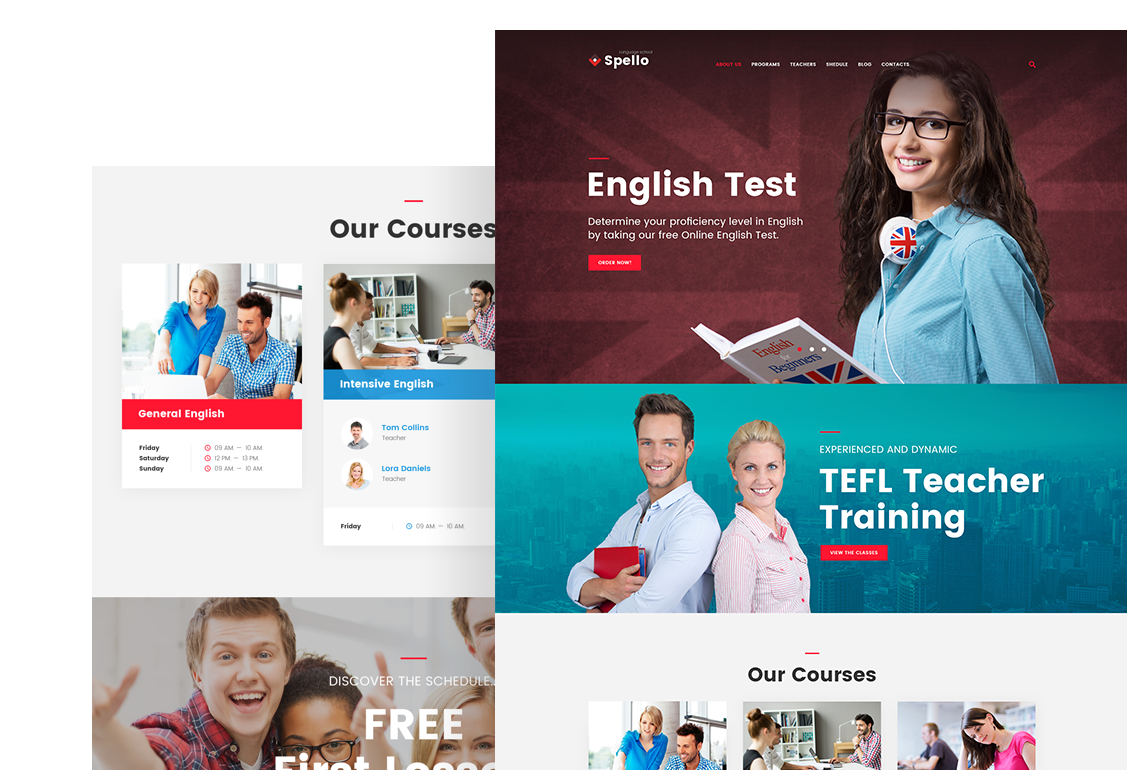 Language school
Spello
ABOUT US PROGRAMS TEACHERS SHEDULE BLOG CONTACTS
English Test
Determine your proficiency level in English
by taking our free Online English Test.
ORDER NOW!
English
for
Beginners
EXPERIENCED AND DYNAMIC
TEFL Teacher
Training
VIEW THE CLASSES
Our Courses
Our Courses
General English
Friday 09 AM — 10 AM
Saturday 12 PM — 13 PM
Sunday 09 AM — 10 AM
Intensive English
Tom Collins
Teacher
Lora Daniels
Teacher
Friday 09 AM — 10 AM
DISCOVER THE SCHEDULE..
FREE
First